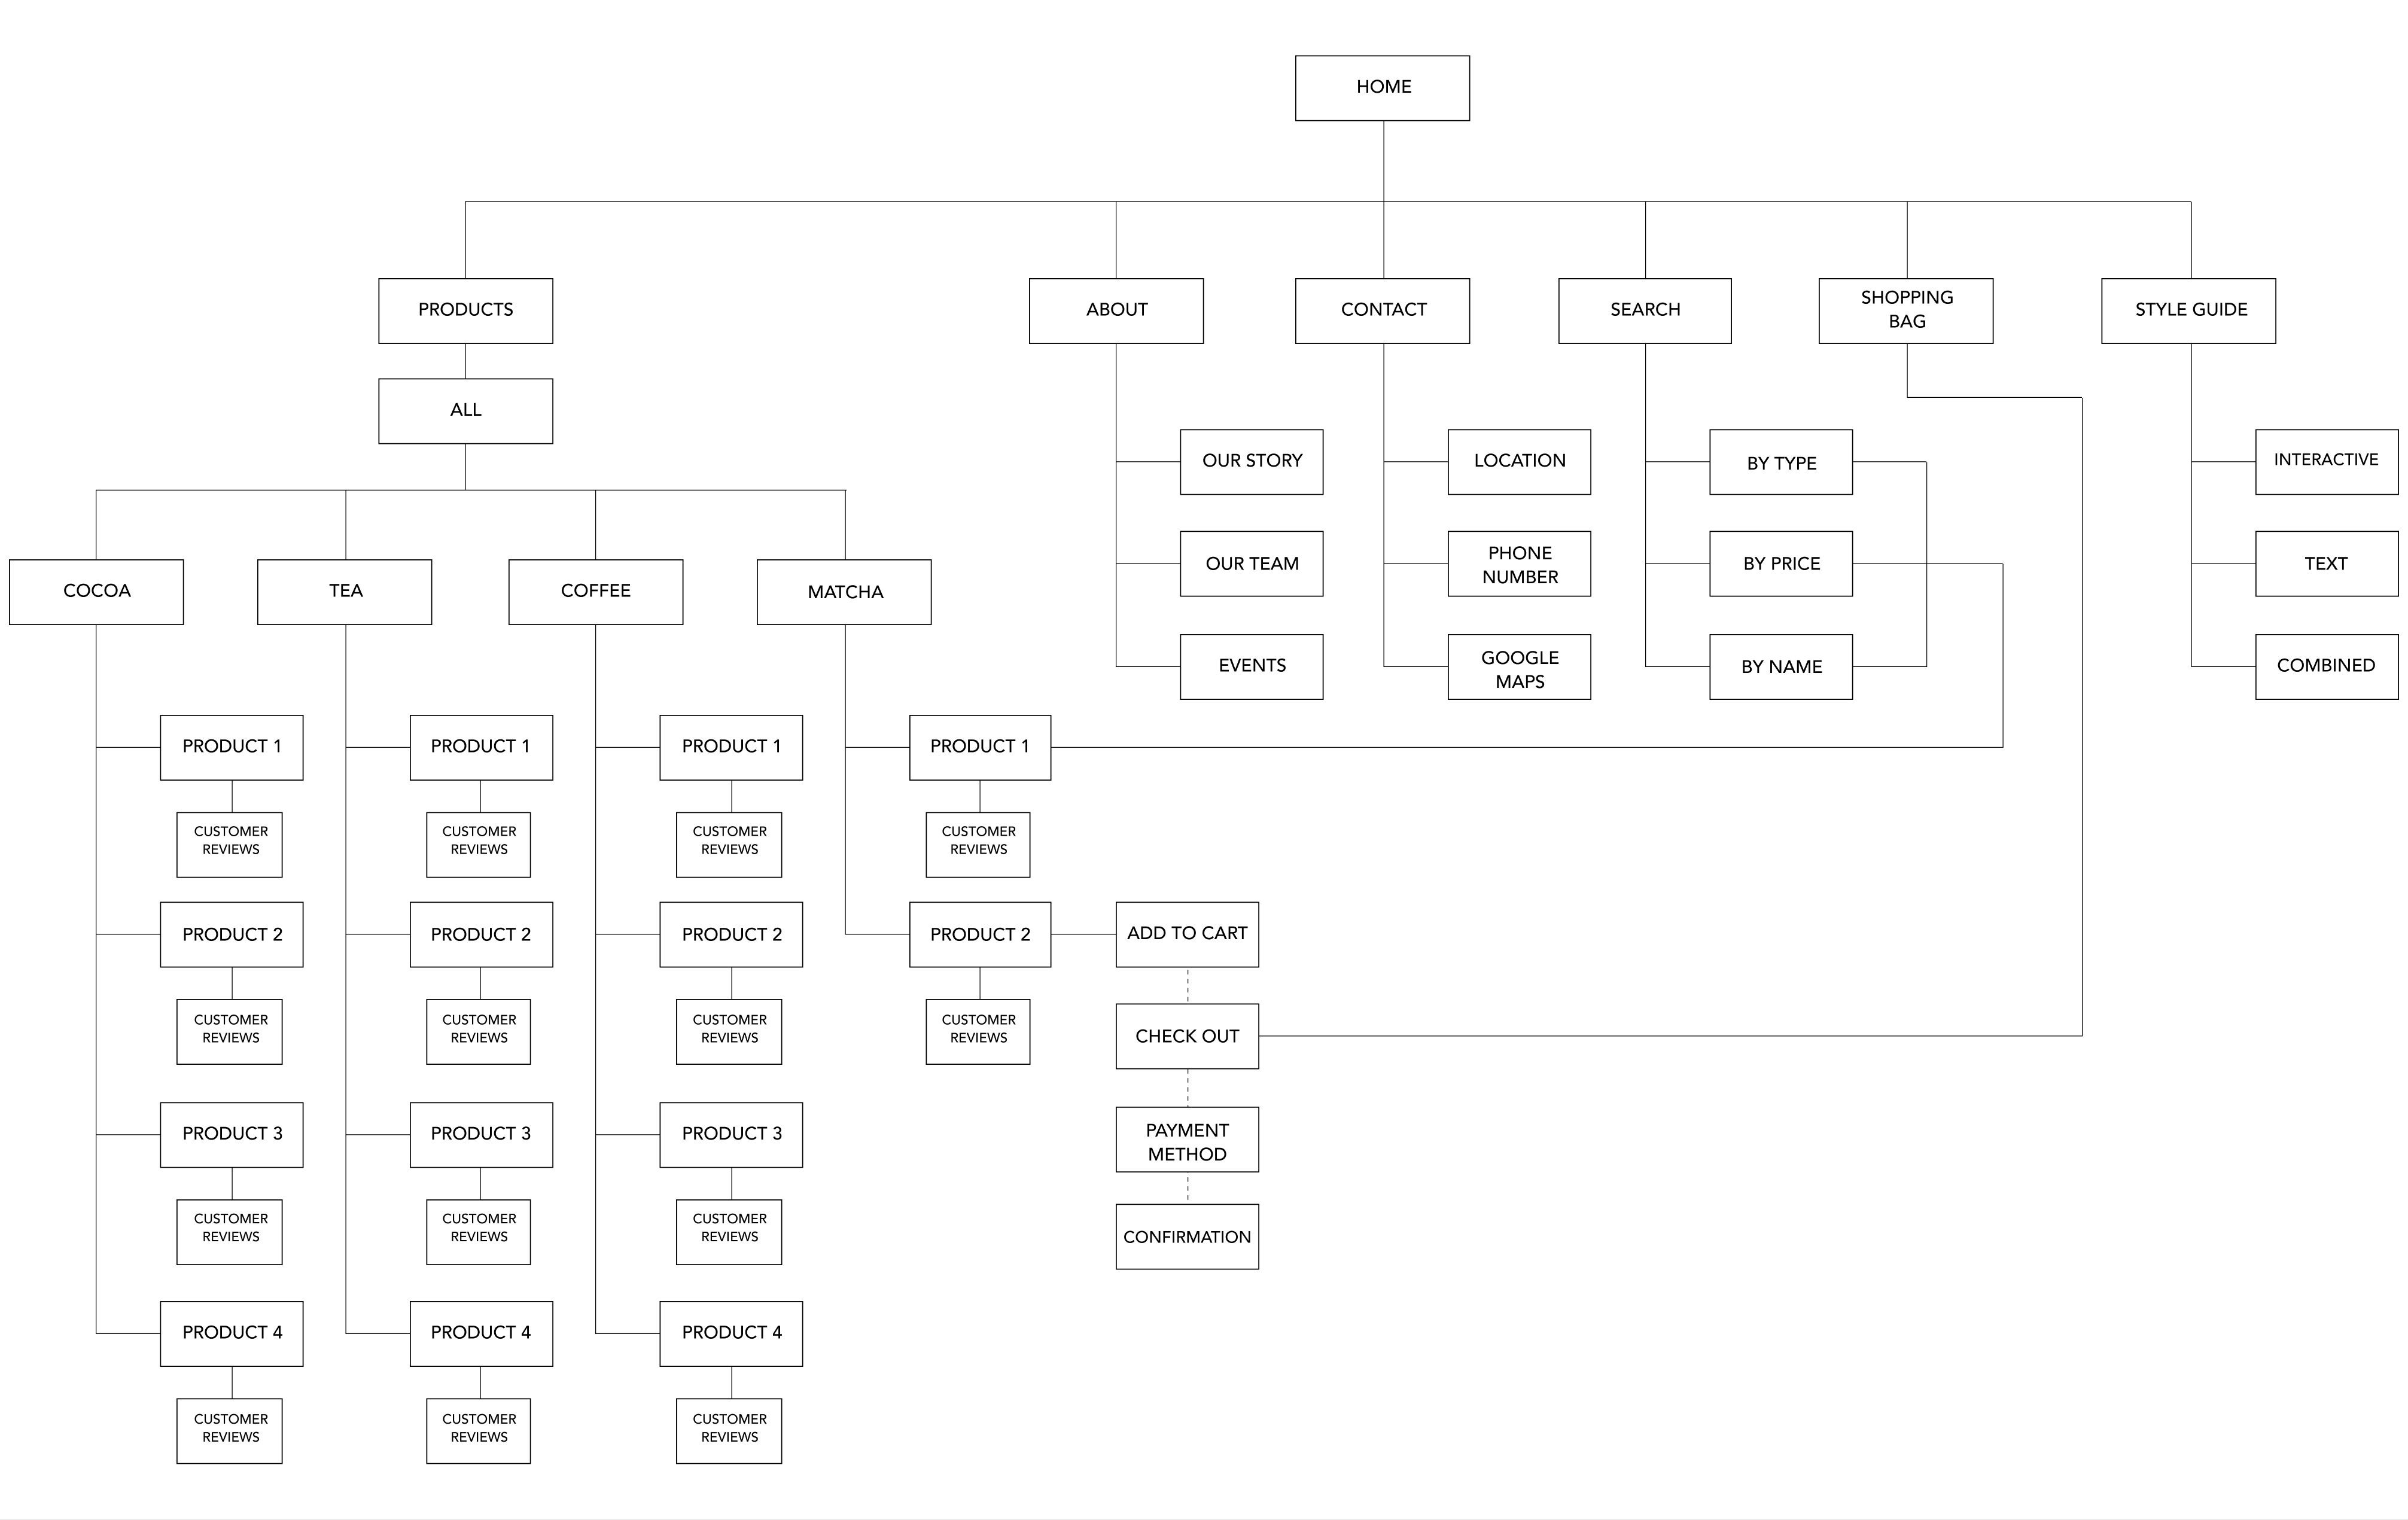 HOME
PRODUCTS
ABOUT
CONTACT
SEARCH
SHOPPING
BAG
STYLE GUIDE
ALL
OUR STORY
LOCATION
BY TYPE
INTERACTIVE
OUR TEAM
PHONE
NUMBER
BY PRICE
TEXT
COCOA
TEA
COFFEE
MATCHA
EVENTS
GOOGLE
MAPS
BY NAME
COMBINED
PRODUCT 1
PRODUCT 1
PRODUCT 1
PRODUCT 1
CUSTOMER
REVIEWS
CUSTOMER
REVIEWS
CUSTOMER
REVIEWS
CUSTOMER
REVIEWS
PRODUCT 2
PRODUCT 2
PRODUCT 2
PRODUCT 2
ADD TO CART
CUSTOMER
REVIEWS
CUSTOMER
REVIEWS
CUSTOMER
REVIEWS
CUSTOMER
REVIEWS
CHECK OUT
PRODUCT 3
PRODUCT 3
PRODUCT 3
PAYMENT
METHOD
CUSTOMER
REVIEWS
CUSTOMER
REVIEWS
CUSTOMER
REVIEWS
CONFIRMATION
PRODUCT 4
PRODUCT 4
PRODUCT 4
CUSTOMER
REVIEWS
CUSTOMER
REVIEWS
CUSTOMER
REVIEWS